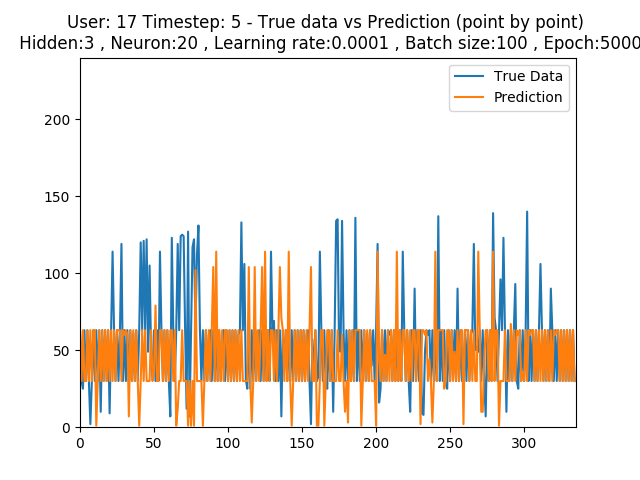 User: 17 Timestep: 5 - True data vs Prediction (point by point)
Hidden:3 , Neuron:20 , Learning rate:0.0001 , Batch size:100 , Epoch:5000
True Data
Prediction
200
150
100
50
0
0 50 100 150 200 250 300